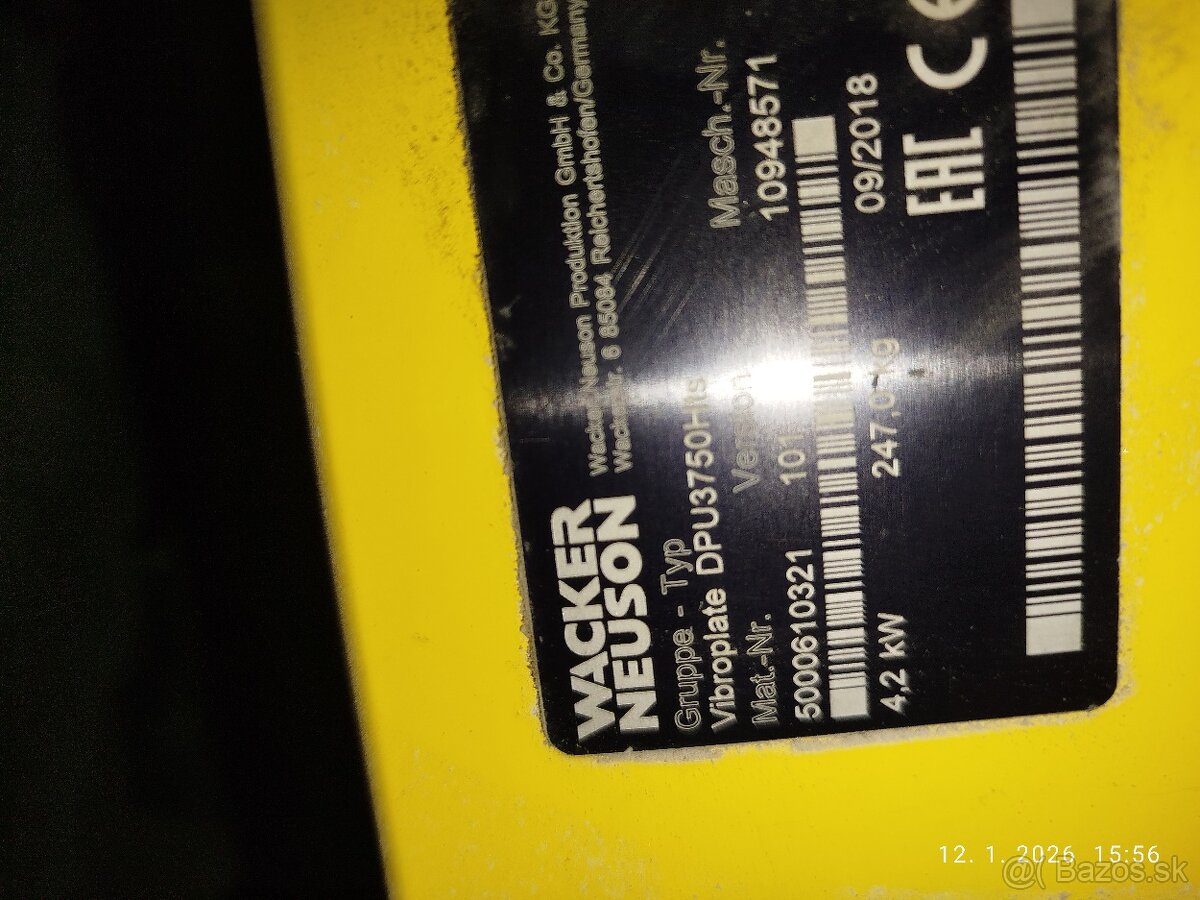 WACKER
NEUSON
Wacker Neuson Produktion GmbH & Co. KG
Wackerstr. 6 85084 Reichertshofen/Germany
Gruppe - Typ
Vibroplate DPU3750Hts
Mat.-Nr. Version Masch.-Nr.
5000610321 101 10948571
4,2 kW 247,0 kg 09/2018
EAC CE
12. 1. 2026 15:56
@( Bazos.sk